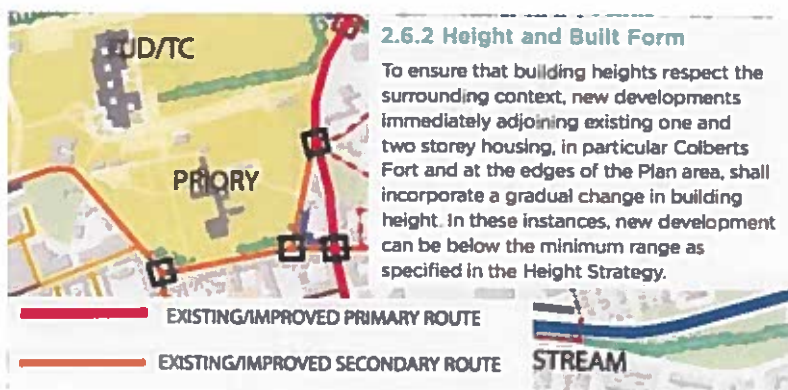 UD/TC
PRIORY
2.6.2 Height and Built Form
To ensure that building heights respect the
surrounding context, new developments
immediately adjoining existing one and
two storey housing, in particular Colberts
Fort and at the edges of the Plan area, shall
incorporate a gradual change in building
height. In these instances, new development
can be below the minimum range as
specified in the Height Strategy.
EXISTING/IMPROVED PRIMARY ROUTE
EXISTING/IMPROVED SECONDARY ROUTE
STREAM